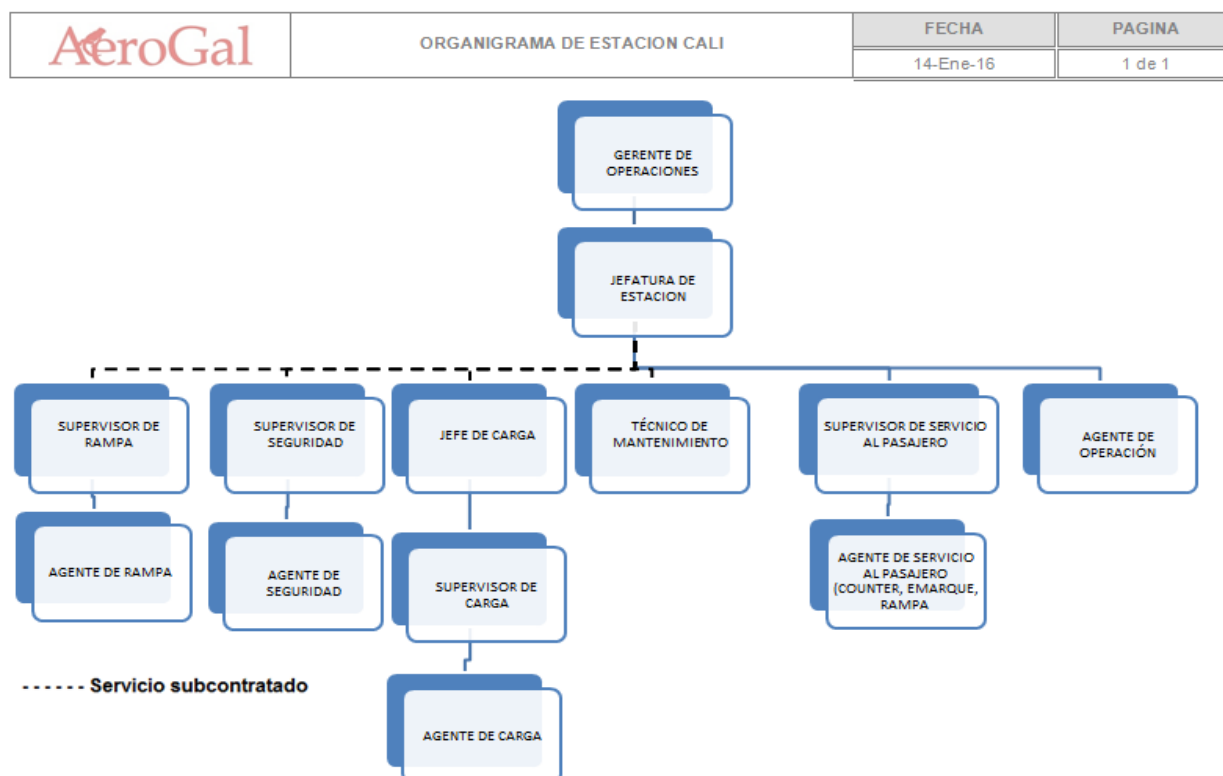 AeroGal
ORGANIGRAMA DE ESTACION CALI
FECHA
PAGINA
14-Ene-16
1 de 1
GERENTE DE
OPERACIONES
JEFATURA DE
ESTACION
SUPERVISOR DE
RAMPA
SUPERVISOR DE
SEGURIDAD
JEFE DE CARGA
TÉCNICO DE
MANTENIMIENTO
SUPERVISOR DE SERVICIO
AL PASAJERO
AGENTE DE
OPERACIÓN
AGENTE DE RAMPA
AGENTE DE
SEGURIDAD
SUPERVISOR DE
CARGA
AGENTE DE SERVICIO
AL PASAJERO
(COUNTER, EMARQUE,
RAMPA
------ Servicio subcontratado
AGENTE DE CARGA